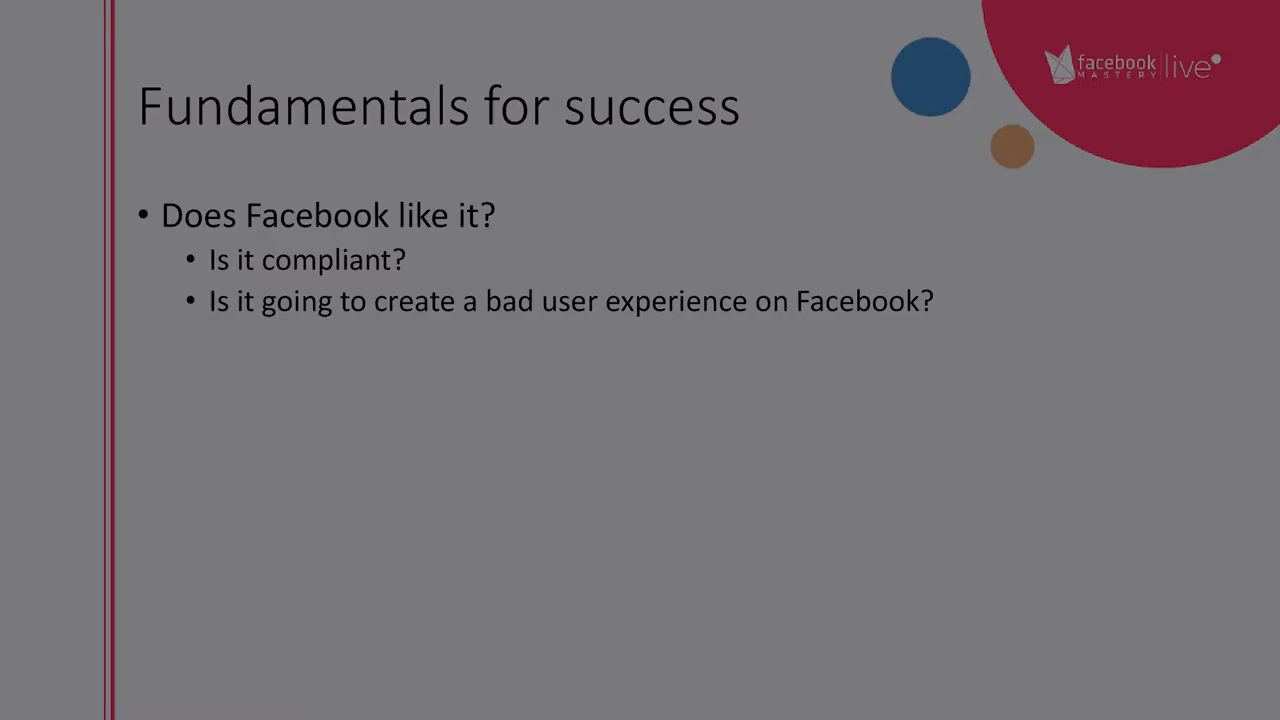 facebook
MASTERY
live
Fundamentals for success
• Does Facebook like it?
• Is it compliant?
• Is it going to create a bad user experience on Facebook?